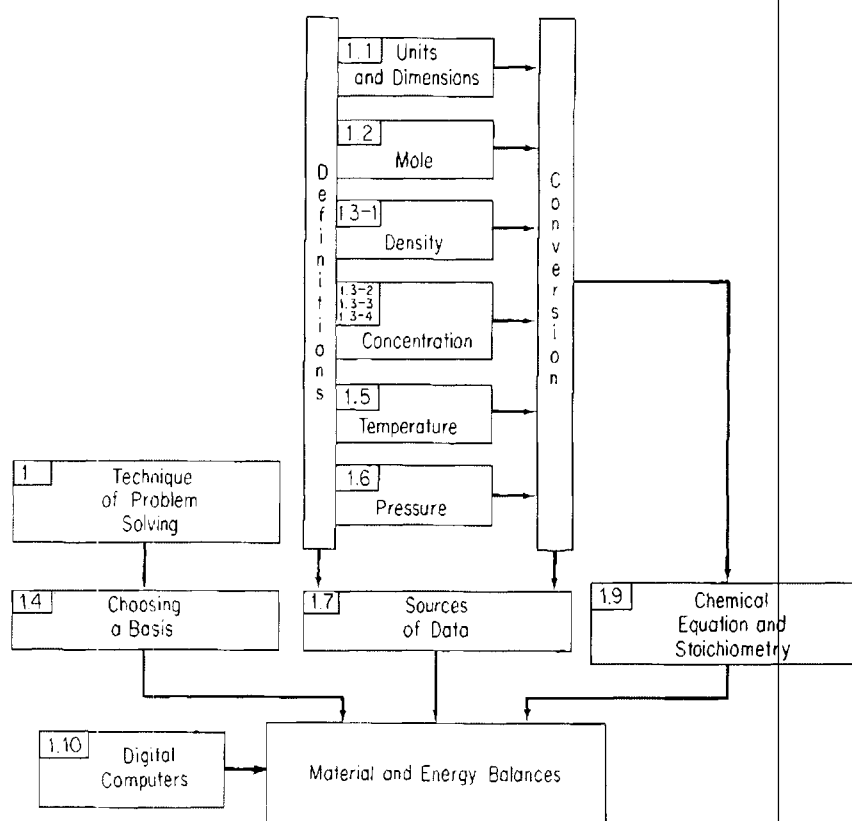 1.1 Units
and Dimensions
1.2
Mole
1.3-1
Density
1.3-2
1.3-3
1.3-4
Concentration
1.5
Temperature
1.6
Pressure
Definitions
Conversion
1 Technique
of Problem
Solving
1.4 Choosing
a Basis
1.7 Sources
of Data
1.9 Chemical
Equation and
Stoichiometry
1.10 Digital
Computers
Material and Energy Balances